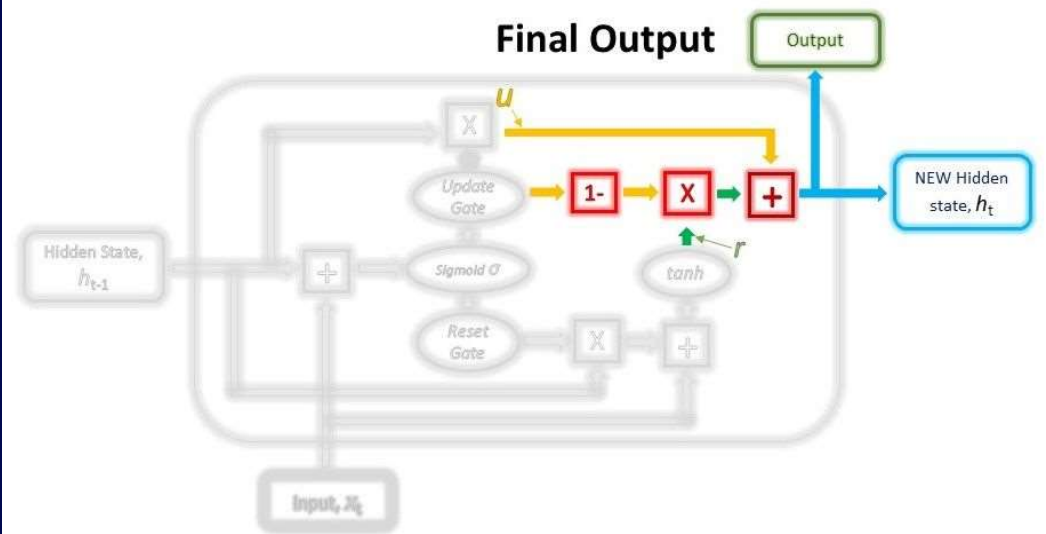 Final Output
Output
u
X
Update
Gate
1-
X
+
NEW Hidden
state, ht
Hidden State,
ht-1
+
Sigmoid σ
r
tanh
Reset
Gate
X
+
Input, Xt